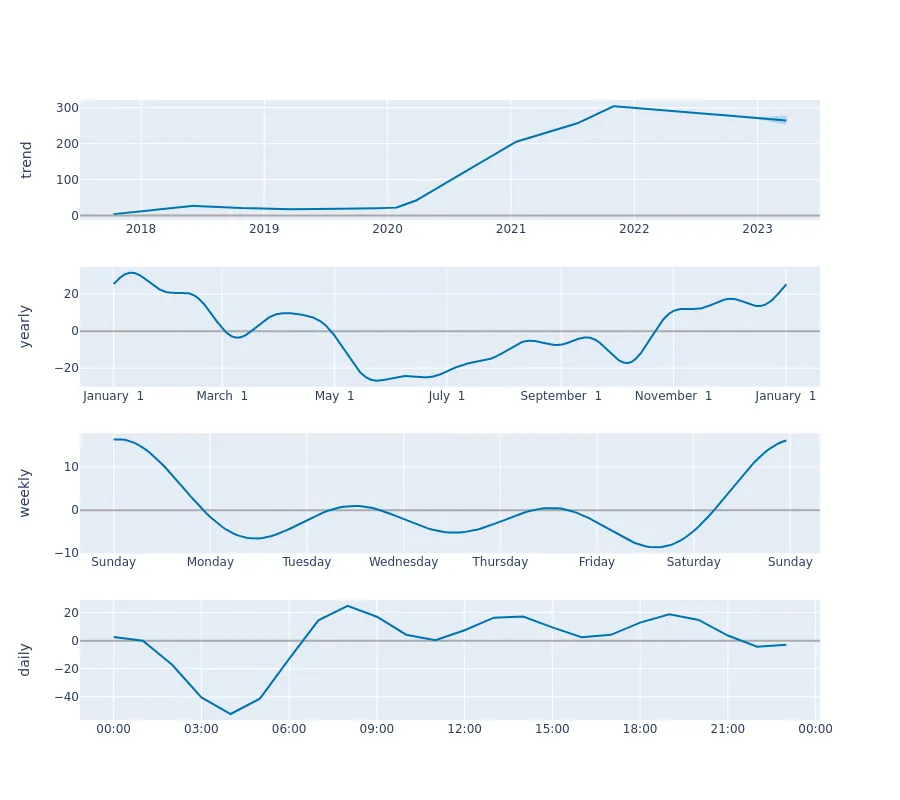 trend
300
200
100
0
2018 2019 2020 2021 2022 2023
yearly
20
0
−20
January 1 March 1 May 1 July 1 September 1 November 1 January 1
weekly
10
0
−10
Sunday Monday Tuesday Wednesday Thursday Friday Saturday Sunday
daily
20
0
−20
−40
00:00 03:00 06:00 09:00 12:00 15:00 18:00 21:00 00:00